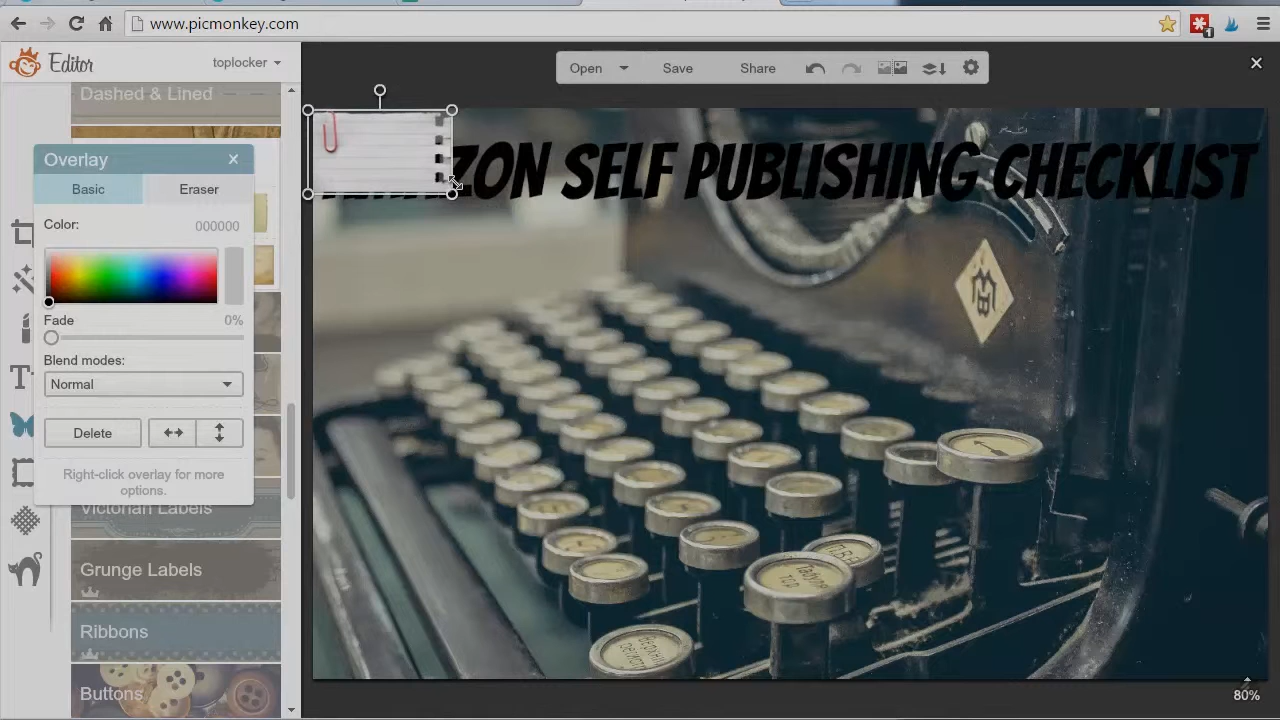 www.picmonkey.com
1
Editor
toplocker
Open
Save
Share
Dashed & Lined
Overlay
Basic
Eraser
Color:
000000
Fade
0%
Blend modes:
Normal
Delete
Right-click overlay for more
options.
Victorian Labels
Grunge Labels
Ribbons
Buttons
ZON SELF PUBLISHING CHECKLIST
80%